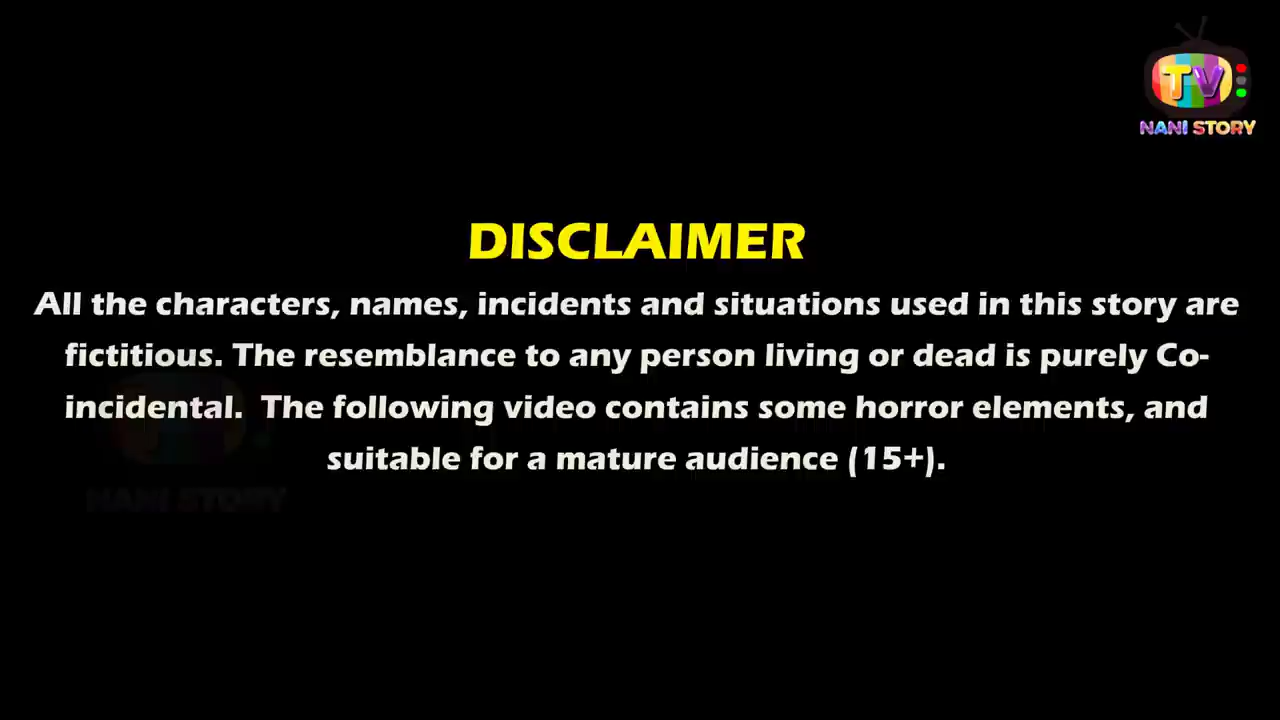 TV
NANI STORY
DISCLAIMER
All the characters, names, incidents and situations used in this story are
fictitious. The resemblance to any person living or dead is purely Co-
incidental.  The following video contains some horror elements, and
suitable for a mature audience (15+).
NANI STORY